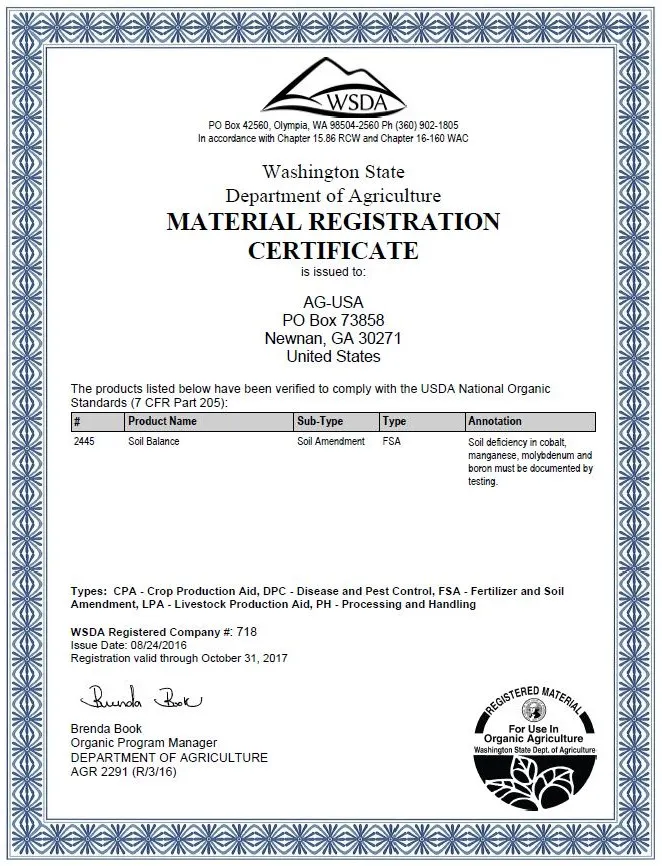 WSDA
PO Box 42560, Olympia, WA 98504-2560 Ph (360) 902-1805
In accordance with Chapter 15.86 RCW and Chapter 16-160 WAC
Washington State
Department of Agriculture
MATERIAL REGISTRATION
CERTIFICATE
is issued to:
AG-USA
PO Box 73858
Newnan, GA 30271
United States
The products listed below have been verified to comply with the USDA National Organic
Standards (7 CFR Part 205):
# Product Name Sub-Type Type Annotation
2445 Soil Balance Soil Amendment FSA Soil deficiency in cobalt,
manganese, molybdenum and
boron must be documented by
testing.
Types: CPA - Crop Production Aid, DPC - Disease and Pest Control, FSA - Fertilizer and Soil
Amendment, LPA - Livestock Production Aid, PH - Processing and Handling
WSDA Registered Company #: 718
Issue Date: 08/24/2016
Registration valid through October 31, 2017
Brenda Book
Brenda Book
Organic Program Manager
DEPARTMENT OF AGRICULTURE
AGR 2291 (R/3/16)
REGISTERED MATERIAL
For Use In
Organic Agriculture
Washington State Dept. of Agriculture